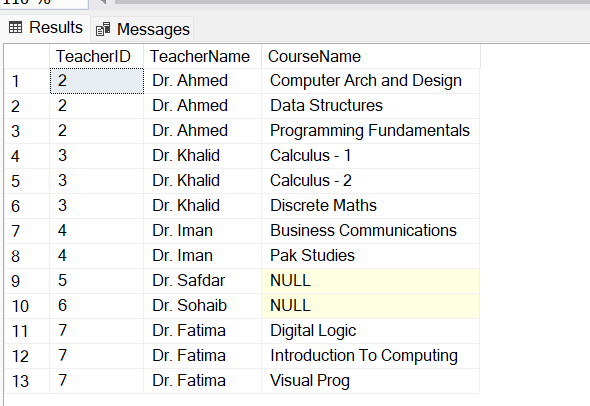 110 %
Results Messages
TeacherID TeacherName CourseName
1 2 Dr. Ahmed Computer Arch and Design
2 2 Dr. Ahmed Data Structures
3 2 Dr. Ahmed Programming Fundamentals
4 3 Dr. Khalid Calculus - 1
5 3 Dr. Khalid Calculus - 2
6 3 Dr. Khalid Discrete Maths
7 4 Dr. Iman Business Communications
8 4 Dr. Iman Pak Studies
9 5 Dr. Safdar NULL
10 6 Dr. Sohaib NULL
11 7 Dr. Fatima Digital Logic
12 7 Dr. Fatima Introduction To Computing
13 7 Dr. Fatima Visual Prog